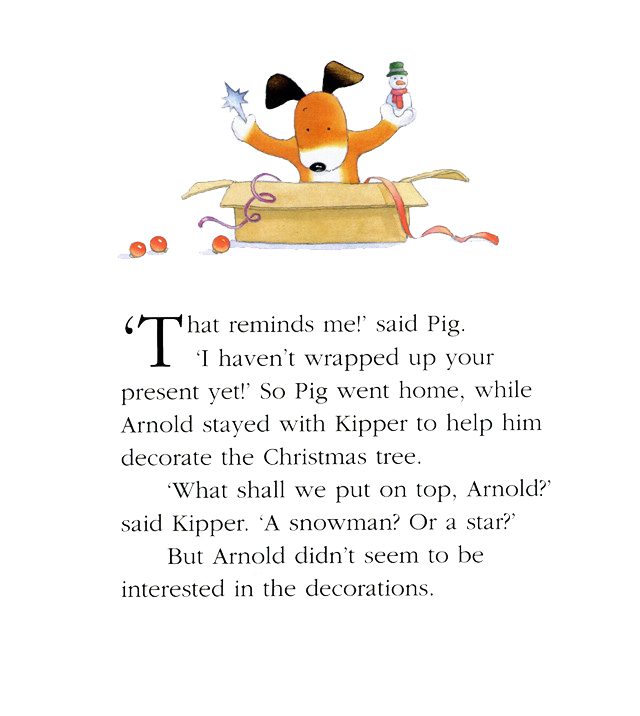 ‘That reminds me!’ said Pig.
‘I haven’t wrapped up your
present yet!’ So Pig went home, while
Arnold stayed with Kipper to help him
decorate the Christmas tree.
‘What shall we put on top, Arnold?’
said Kipper. ‘A snowman? Or a star?’
But Arnold didn’t seem to be
interested in the decorations.